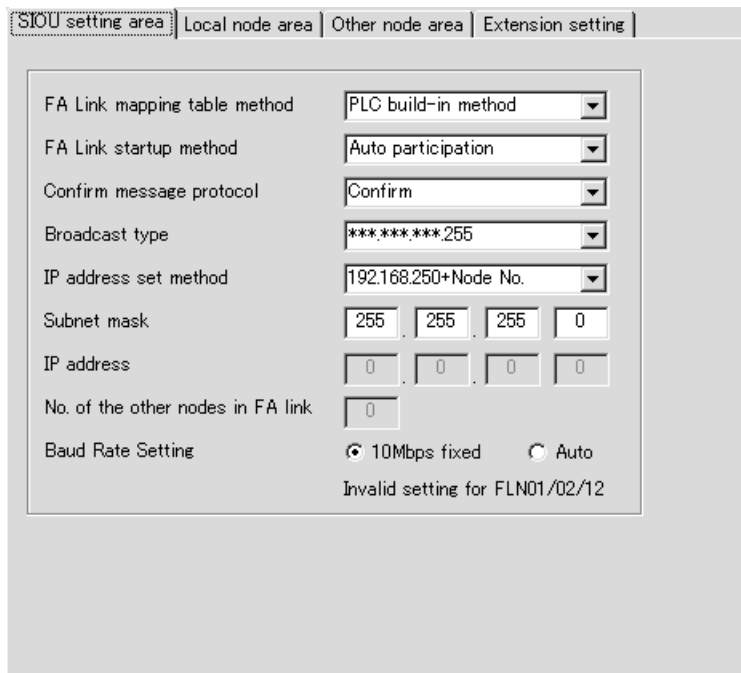 SIOU setting area Local node area Other node area Extension setting
FA Link mapping table method PLC build-in method
FA Link startup method Auto participation
Confirm message protocol Confirm
Broadcast type ***.***.***.255
IP address set method 192.168.250+Node No.
Subnet mask 255 . 255 . 255 0
IP address 0 . 0 . 0 0
No. of the other nodes in FA link 0
Baud Rate Setting 10Mbps fixed Auto
Invalid setting for FLN01/02/12